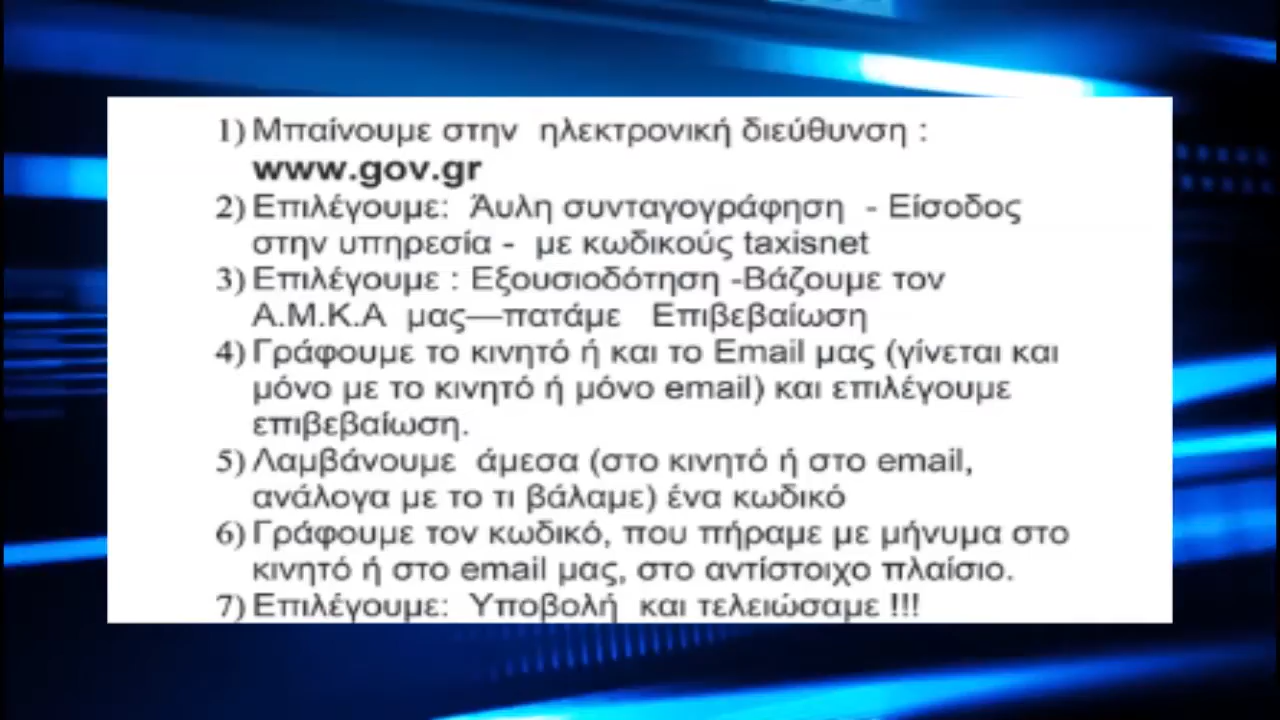 1) Μπαίνουμε στην ηλεκτρονική διεύθυνση :
www.gov.gr
2) Επιλέγουμε: Άυλη συνταγογράφηση - Είσοδος
στην υπηρεσία - με κωδικούς taxisnet
3) Επιλέγουμε : Εξουσιοδότηση -Βάζουμε τον
Α.Μ.Κ.Α μας—πατάμε Επιβεβαίωση
4) Γράφουμε το κινητό ή και το Email μας (γίνεται και
μόνο με το κινητό ή μόνο email) και επιλέγουμε
επιβεβαίωση.
5) Λαμβάνουμε άμεσα (στο κινητό ή στο email,
ανάλογα με το τι βάλαμε) ένα κωδικό
6) Γράφουμε τον κωδικό, που πήραμε με μήνυμα στο
κινητό ή στο email μας, στο αντίστοιχο πλαίσιο.
7) Επιλέγουμε: Υποβολή και τελειώσαμε !!!